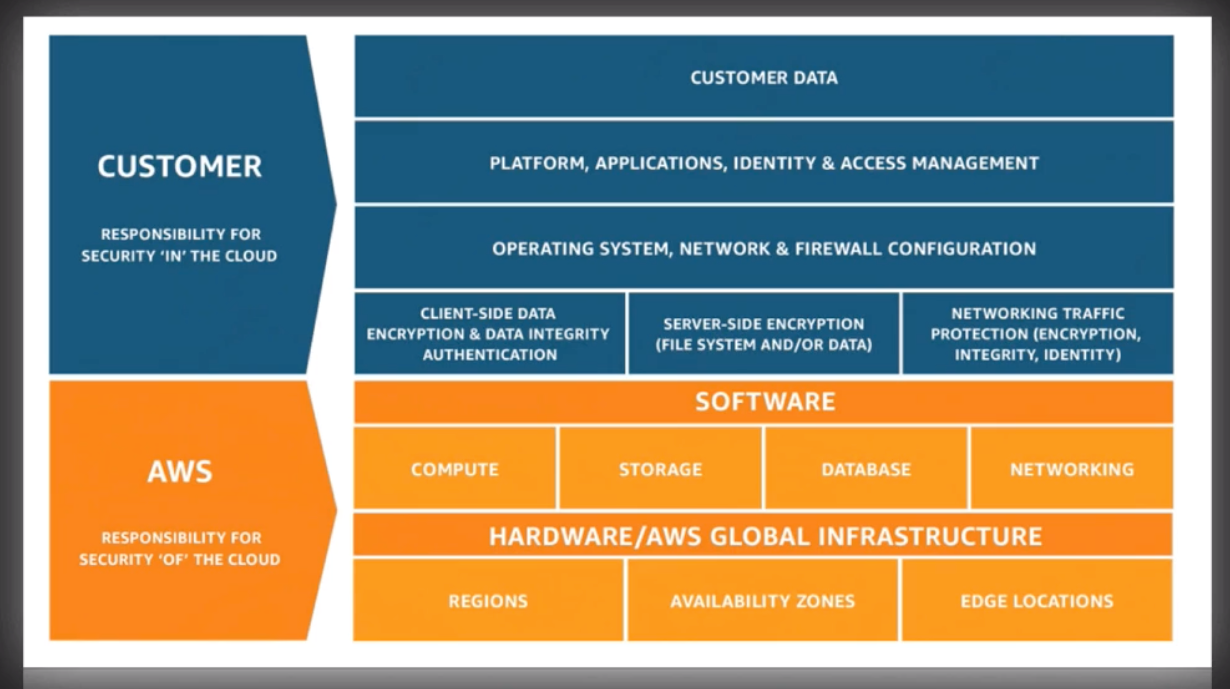 CUSTOMER
RESPONSIBILITY FOR
SECURITY ‘IN’ THE CLOUD
CUSTOMER DATA
PLATFORM, APPLICATIONS, IDENTITY & ACCESS MANAGEMENT
OPERATING SYSTEM, NETWORK & FIREWALL CONFIGURATION
CLIENT-SIDE DATA
ENCRYPTION & DATA INTEGRITY
AUTHENTICATION
SERVER-SIDE ENCRYPTION
(FILE SYSTEM AND/OR DATA)
NETWORKING TRAFFIC
PROTECTION (ENCRYPTION,
INTEGRITY, IDENTITY)
AWS
RESPONSIBILITY FOR
SECURITY ‘OF’ THE CLOUD
SOFTWARE
COMPUTE
STORAGE
DATABASE
NETWORKING
HARDWARE/AWS GLOBAL INFRASTRUCTURE
REGIONS
AVAILABILITY ZONES
EDGE LOCATIONS